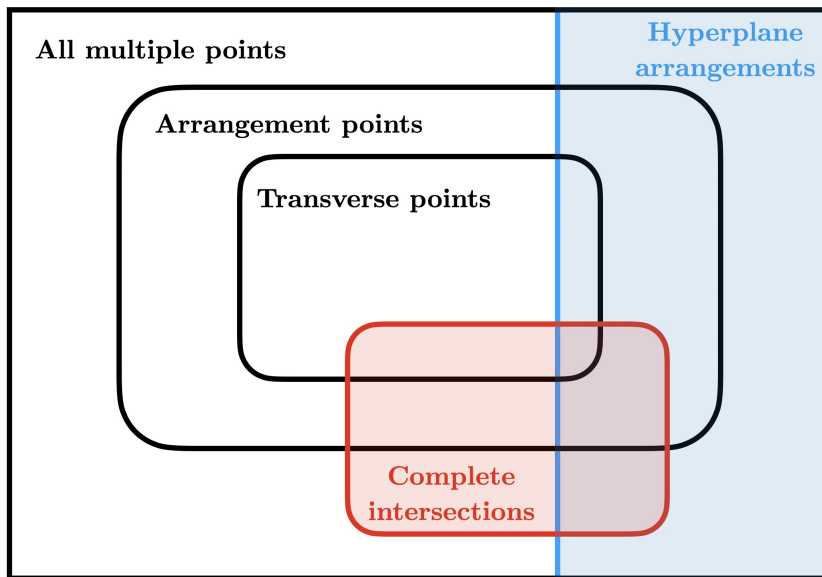 All multiple points
Hyperplane
arrangements
Arrangement points
Transverse points
Complete
intersections